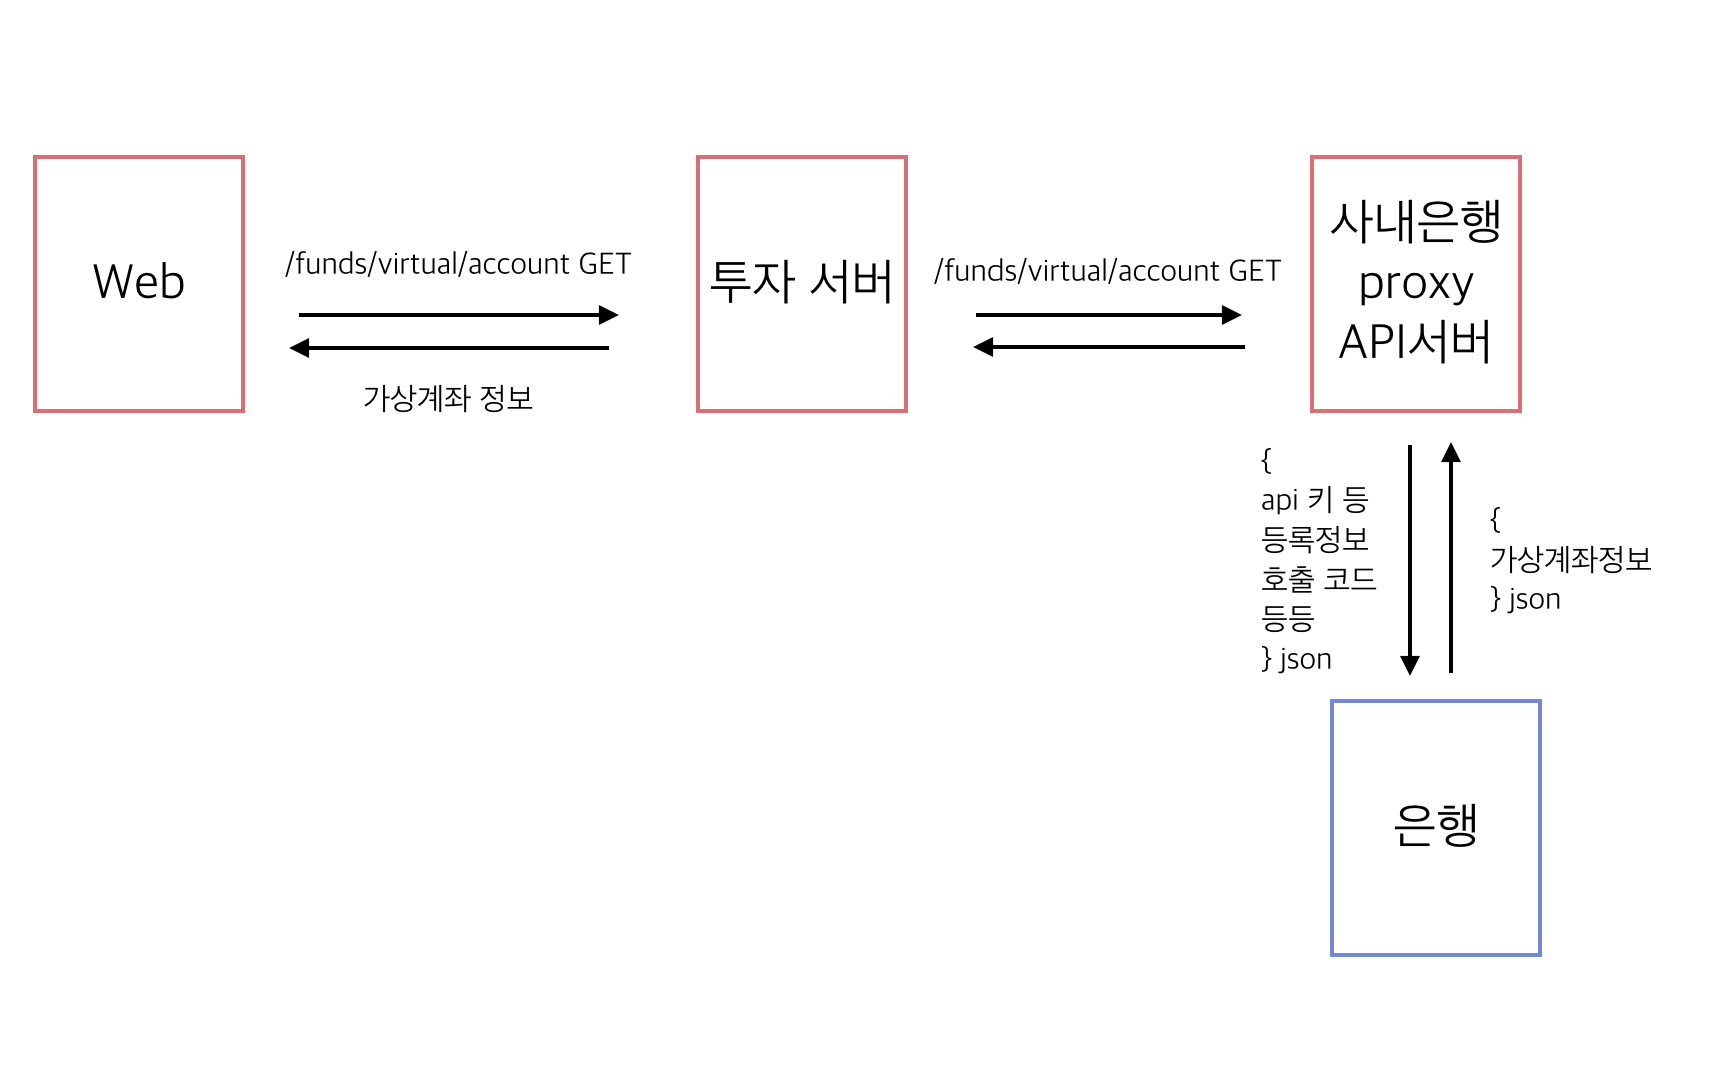 Web
/funds/virtual/account GET
가상계좌 정보
투자 서버
/funds/virtual/account GET
사내은행
proxy
API서버
{
api 키 등
등록정보
호출 코드
등등
} json
{
가상계좌정보
} json
은행